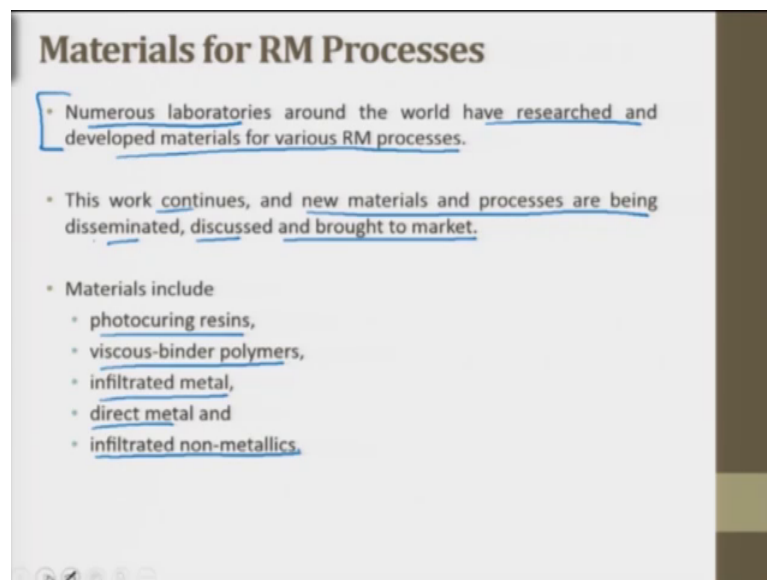 Materials for RM Processes
• Numerous laboratories around the world have researched and
developed materials for various RM processes.
• This work continues, and new materials and processes are being
disseminated, discussed and brought to market.
• Materials include
• photocuring resins,
• viscous-binder polymers,
• infiltrated metal,
• direct metal and
• infiltrated non-metallics.